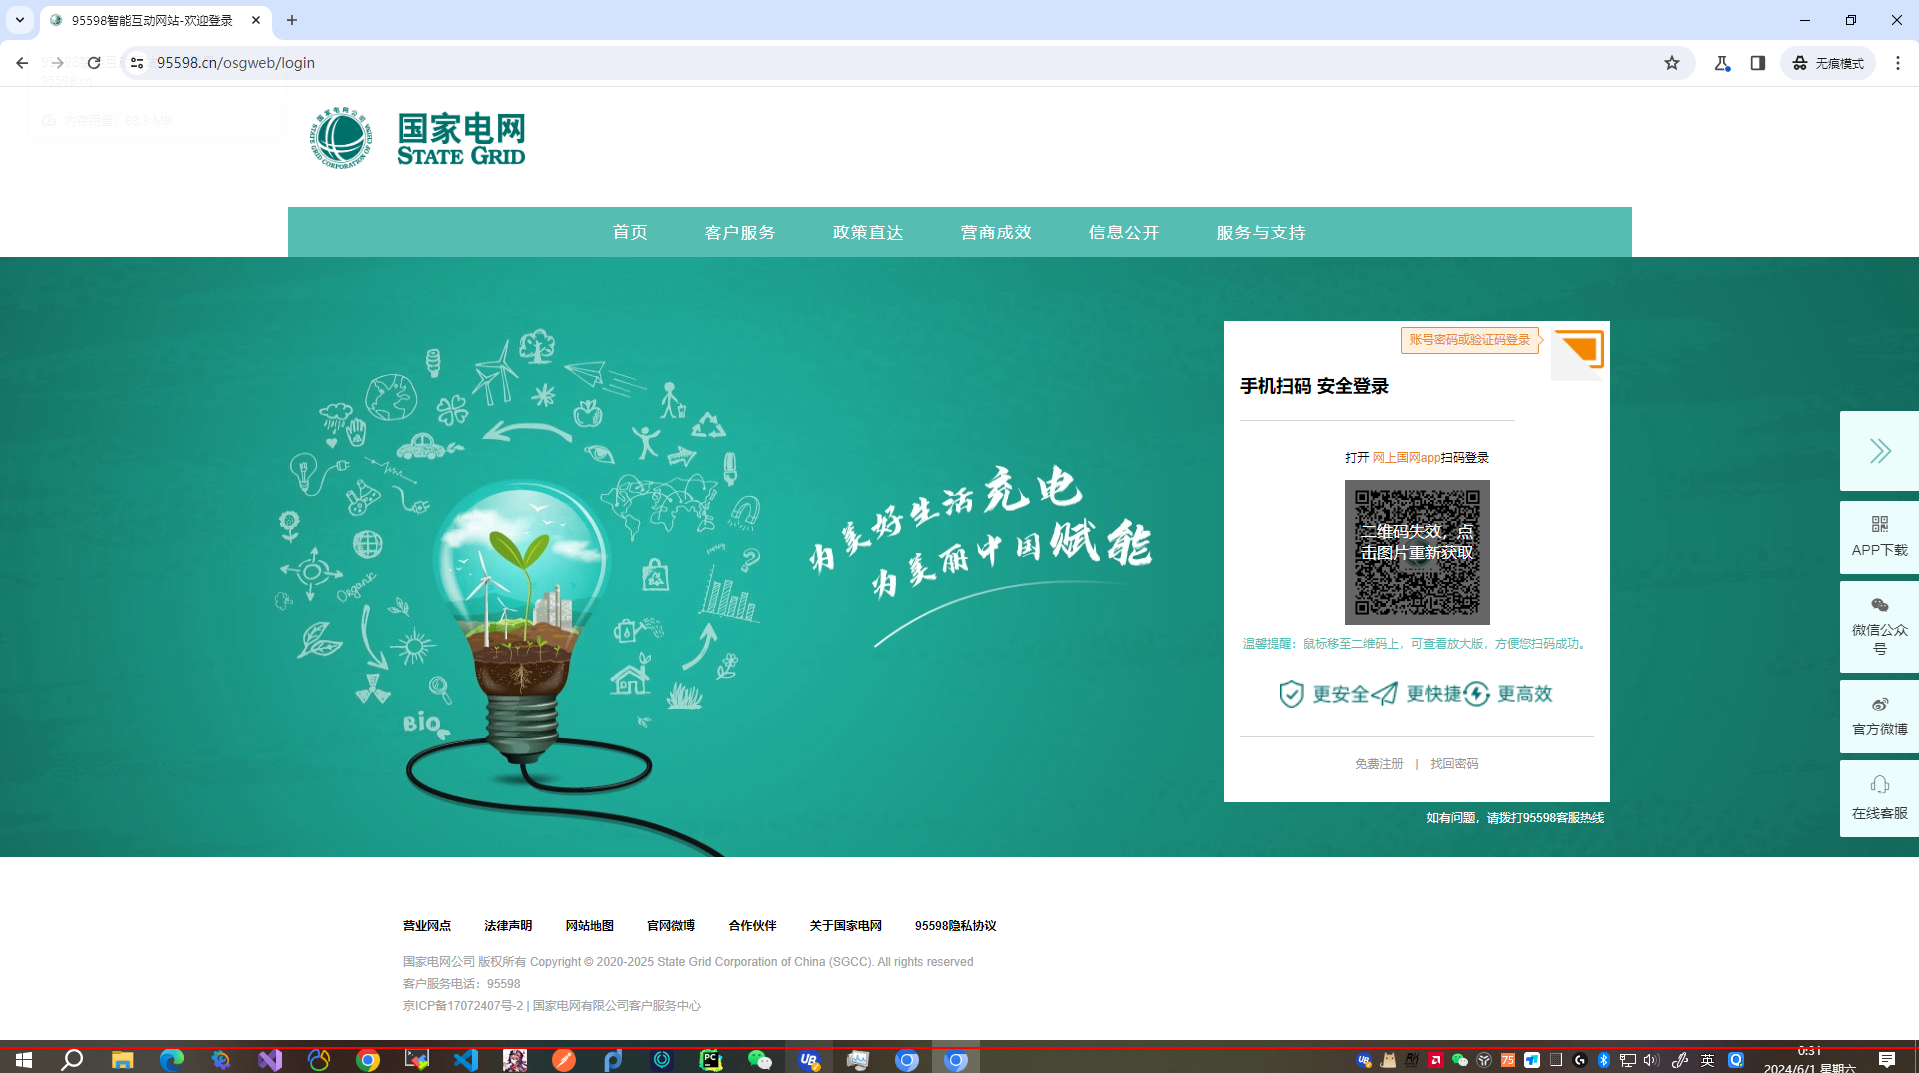 95598智能互动网站-欢迎登录
95598.cn/osgweb/login
无痕模式
国家电网
STATE GRID
首页 客户服务 政策直达 营商成效 信息公开 服务与支持
账号密码或验证码登录
手机扫码 安全登录
打开 网上国网app扫码登录
二维码失效，点
击图片重新获取
温馨提醒：鼠标移至二维码上，可查看放大版，方便您扫码成功。
更安全 更快捷 更高效
免费注册 | 找回密码
如有问题，请拨打95598客服热线
为美好生活充电
为美丽中国赋能
Organic
Bio
APP下载
微信公众
号
官方微博
在线客服
营业网点 法律声明 网站地图 官网微博 合作伙伴 关于国家电网 95598隐私协议
国家电网公司 版权所有 Copyright © 2020-2025 State Grid Corporation of China (SGCC). All rights reserved
客户服务电话：95598
京ICP备17072407号-2 | 国家电网有限公司客户服务中心
英
0:31
2024/6/1 星期六